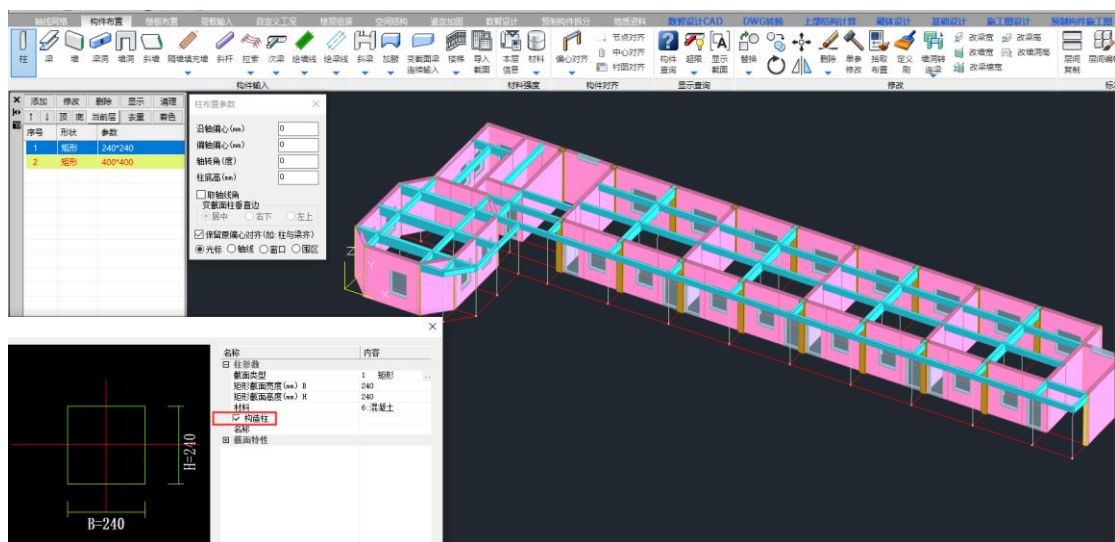 轴线网格 构件布置 楼板布置 荷载输入 自定义工况 楼层组装 空间结构 鉴定加固 数智设计 预制构件拆分 地质资料 数智设计CAD DWG转换 上部结构计算 砌体设计 基础设计 施工图设计 预制构件施工图
柱 梁 墙 梁洞 墙洞 斜墙 隔墙填充墙 斜杆 拉索 次梁 绘墙线 绘梁线 斜梁 加腋 变截面梁 楼梯 导入 本层 材料 偏心对齐 构件 超限 显示 替换 删除 单参 拾取 定义 墙洞转 层间
连续输入 截面 信息 查询 截面 修改 布置 刷 连梁 复制
节点对齐
中心对齐
封面对齐
改梁宽 改梁高
改墙宽 改墙洞高
改梁墙宽
构件输入 材料强度 构件对齐 显示查询 修改
添加 修改 删除 显示 清理
↑ ↓ 顶 底 当前层 去重 着色
序号 形状 参数
1 矩形 240*240
2 矩形 400*400
柱布置参数
沿轴偏心(mm) 0
偏轴偏心(mm) 0
轴转角(度) 0
柱底高(mm) 0
取轴线角
变截面柱垂直边
居中 右下 左上
保留原偏心对齐(如:柱与梁齐)
光标 轴线 窗口 围区
Z
Y
X
名称 内容
柱参数
截面类型 1 矩形 ..
矩形截面宽度(mm) B 240
矩形截面高度(mm) H 240
材料 6:混凝土
构造柱
名称
截面特性
H=240
B=240